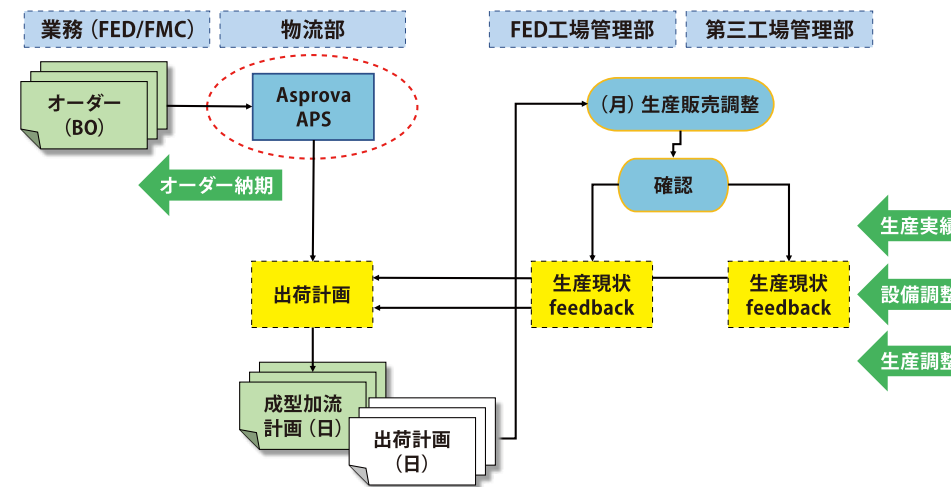 業務（FED/FMC）
物流部
FED工場管理部
第三工場管理部
オーダー
（BO）
Asprova
APS
（月）生産販売調整
確認
オーダー納期
生産実績
出荷計画
生産現状
feedback
生産現状
feedback
設備調整
生産調整
成型加流
計画（日）
出荷計画
（日）